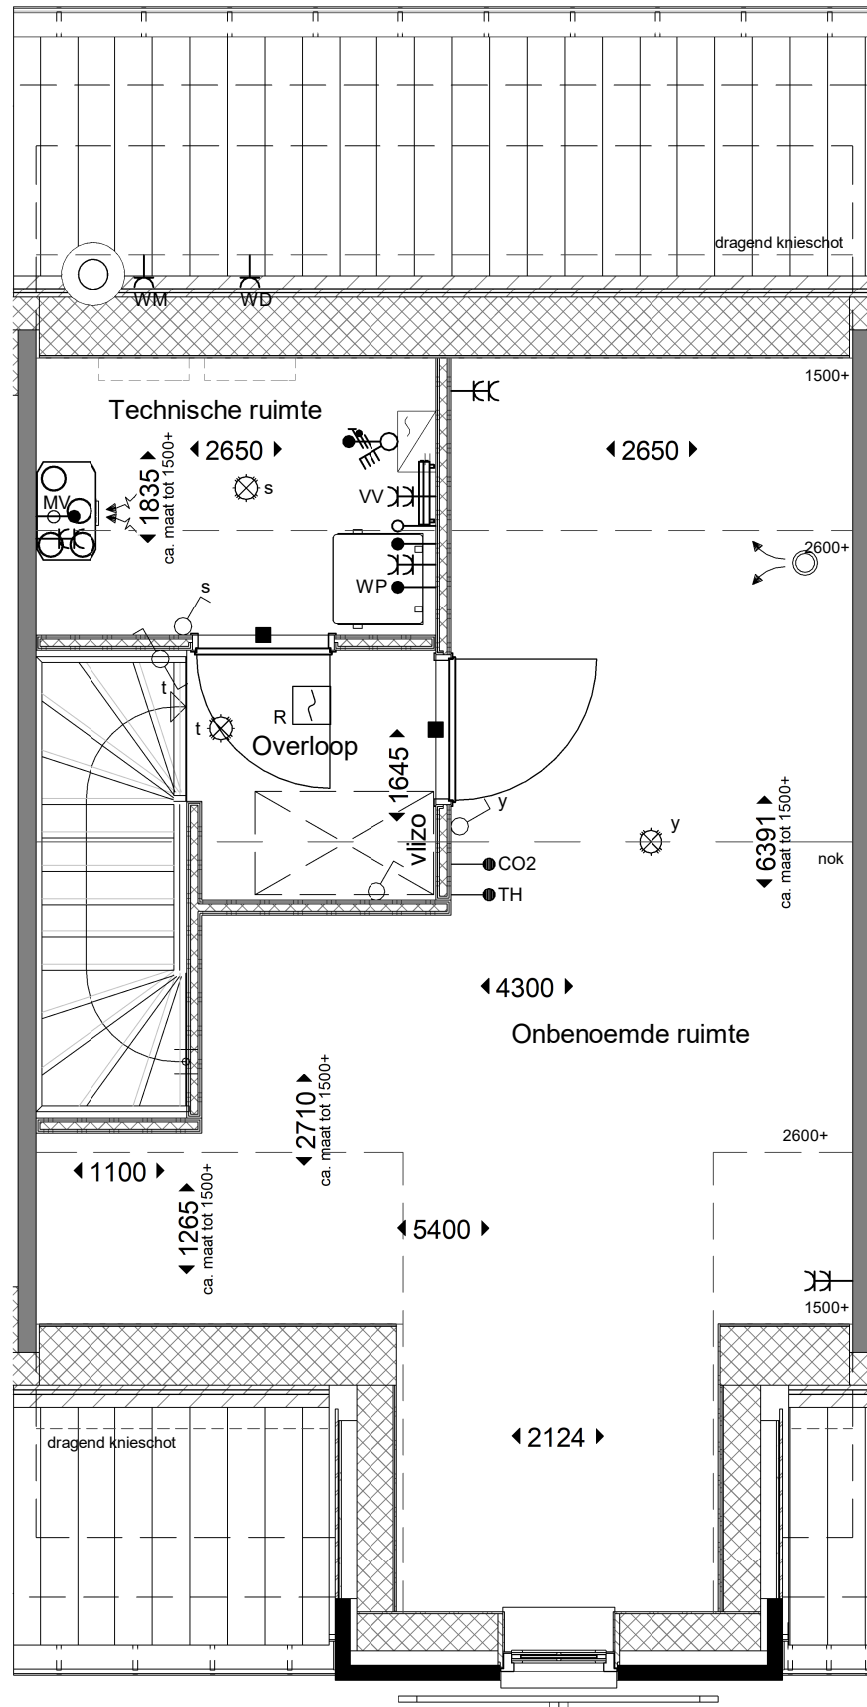 dragend knieschot
WM
WD
1500+
Technische ruimte
2650
2650
1835
ca. maat tot 1500+
s
MV
VV
2600+
WP
s
t
R
t
Overloop
1645
vlizo
y
y
6391
ca. maat tot 1500+
nok
CO2
TH
4300
Onbenoemde ruimte
2710
ca. maat tot 1500+
2600+
1100
1265
ca. maat tot 1500+
5400
1500+
dragend knieschot
2124